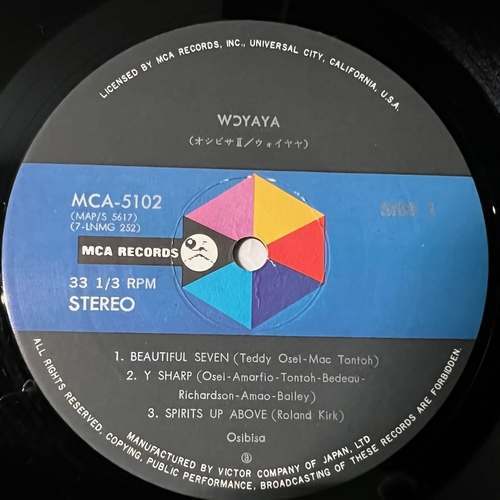 LICENSED BY MCA RECORDS, INC., UNIVERSAL CITY, CALIFORNIA, U.S.A.
WƆYAYA
(オシビサⅡ/ウォイヤヤ)
MCA-5102
(MAP/S 5617)
(7-LNMG 252)
SIDE 1
MCA RECORDS
33 1/3 RPM
STEREO
1. BEAUTIFUL SEVEN (Teddy Osei-Mac Tontoh)
2. Y SHARP (Osei-Amarfio-Tontoh-Bedeau-
Richardson-Amao-Bailey)
3. SPIRITS UP ABOVE (Roland Kirk)
Osibisa
Ⓢ
MANUFACTURED BY VICTOR COMPANY OF JAPAN, LTD
ALL RIGHTS RESERVED. COPYING, PUBLIC PERFORMANCE, BROADCASTING OF THESE RECORDS ARE FORBIDDEN.